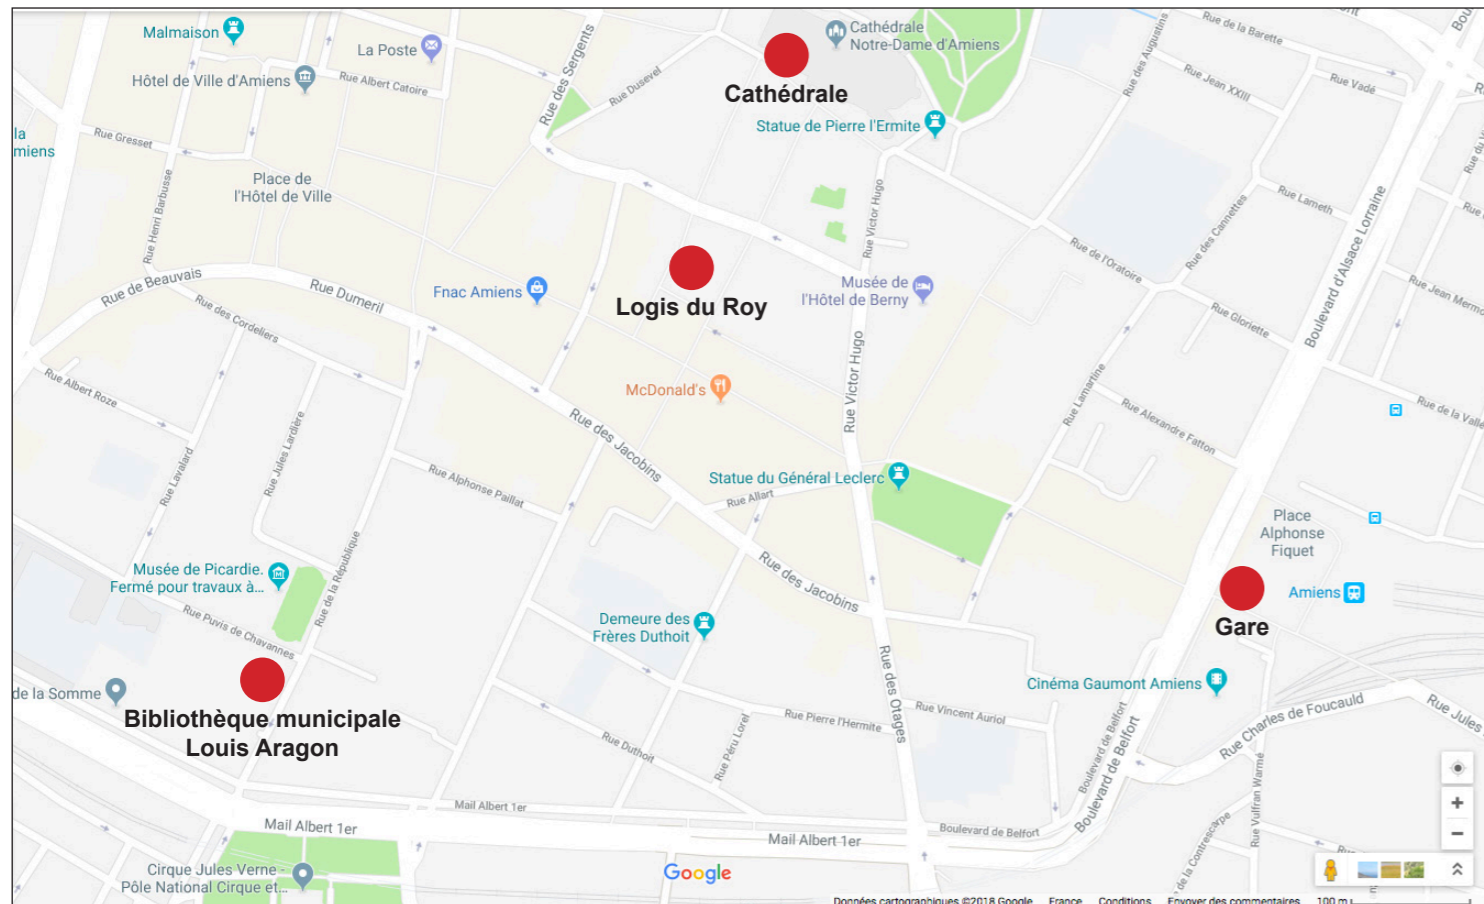 Malmaison
La Poste
Hôtel de Ville d'Amiens
Rue Albert Catoire
Rue des Sergents
Rue Dusevel
Cathédrale
Notre-Dame d'Amiens
Cathédrale
Statue de Pierre l'Ermite
Rue des Augustins
Rue de la Barette
Rue Jean XXIII
Rue Vadé
la
miens
Rue Gresset
Place de
l'Hôtel de Ville
Rue Henri Barbusse
Rue Victor Hugo
Rue des Cannettes
Rue Lameth
Boulevard d'Alsace Lorraine
Rue de l'Oratoire
Rue Jean Mermo
Rue Gloriette
Rue de Beauvais
Rue Dumeril
Fnac Amiens
Logis du Roy
Musée de
l'Hôtel de Berny
Rue des Cordeliers
Rue Albert Roze
McDonald's
Rue Victor Hugo
Rue Lamartine
Rue Alexandre Fatton
Rue de la Vallé
Rue Jules Lardière
Rue Lavalard
Rue des Jacobins
Rue Alphonse Paillat
Statue du Général Leclerc
Rue Allart
Place
Alphonse
Fiquet
Rue de la République
Musée de Picardie.
Fermé pour travaux à...
Rue des Jacobins
Amiens
Gare
Rue Puvis de Chavannes
Demeure des
Frères Duthoit
Rue des Otages
Cinéma Gaumont Amiens
de la Somme
Bibliothèque municipale
Louis Aragon
Rue Pierre l'Hermite
Rue Vincent Auriol
Rue Péru Lorel
Rue Duthoit
Boulevard de Belfort
Boulevard de Belfort
Rue Charles de Foucauld
Rue Jules
Rue Vulfran Warmé
Mail Albert 1er
Mail Albert 1er
Mail Albert 1er
Boulevard de Belfort
de la Contrescarpe
Cirque Jules Verne -
Pôle National Cirque et...
Google
Données cartographiques ©2018 Google France Conditions Envoyer des commentaires 100 m